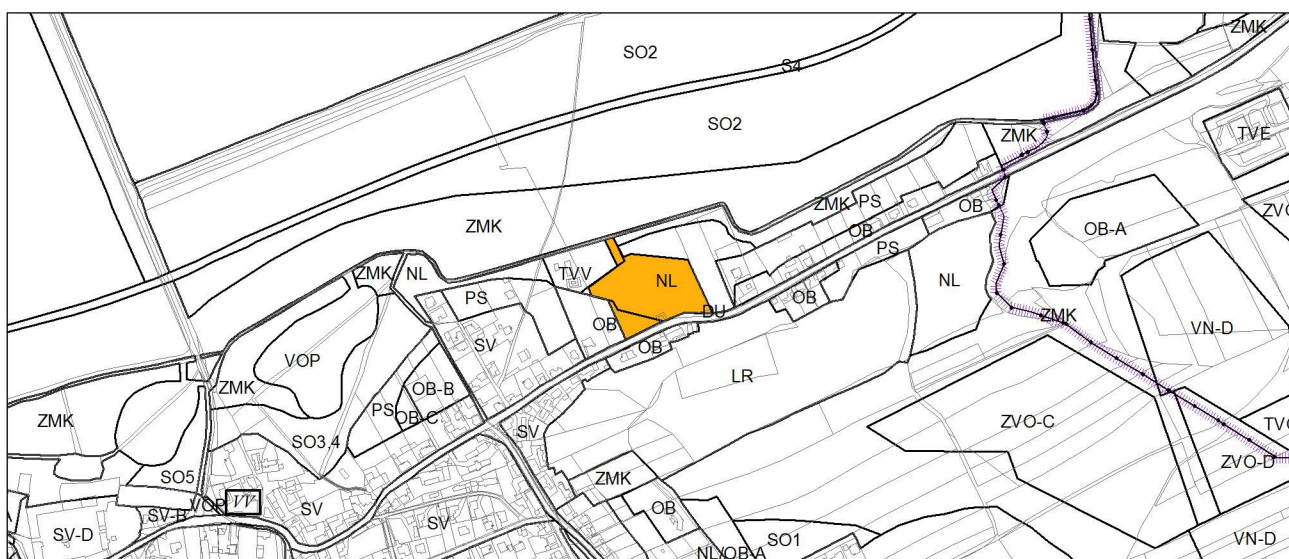 ZMK
SO2
S4
SO2
ZMK
TVE
ZMK
PS
OB
OB
ZVO
OB-A
ZMK
PS
ZMK
NL
TVV
NL
NL
PS
OB
DU
OB
ZMK
VN-D
SV
OB
VOP
LR
ZMK
OB-B
PS
OB-C
ZMK
ZVO-C
TVO
SV
SO3,4
ZVO-D
SO5
ZMK
VOP
VV
SV
OB
SV-B
SV
SV-D
SO1
VN-D
NL/OB-A